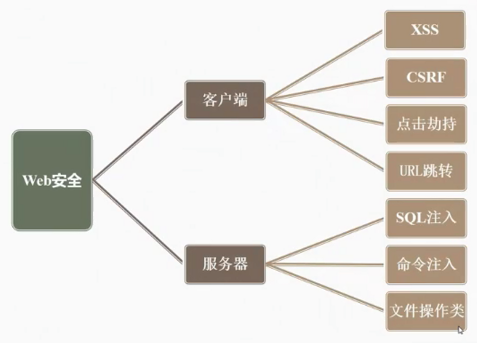 Web安全
客户端
XSS
CSRF
点击劫持
URL跳转
服务器
SQL注入
命令注入
文件操作类